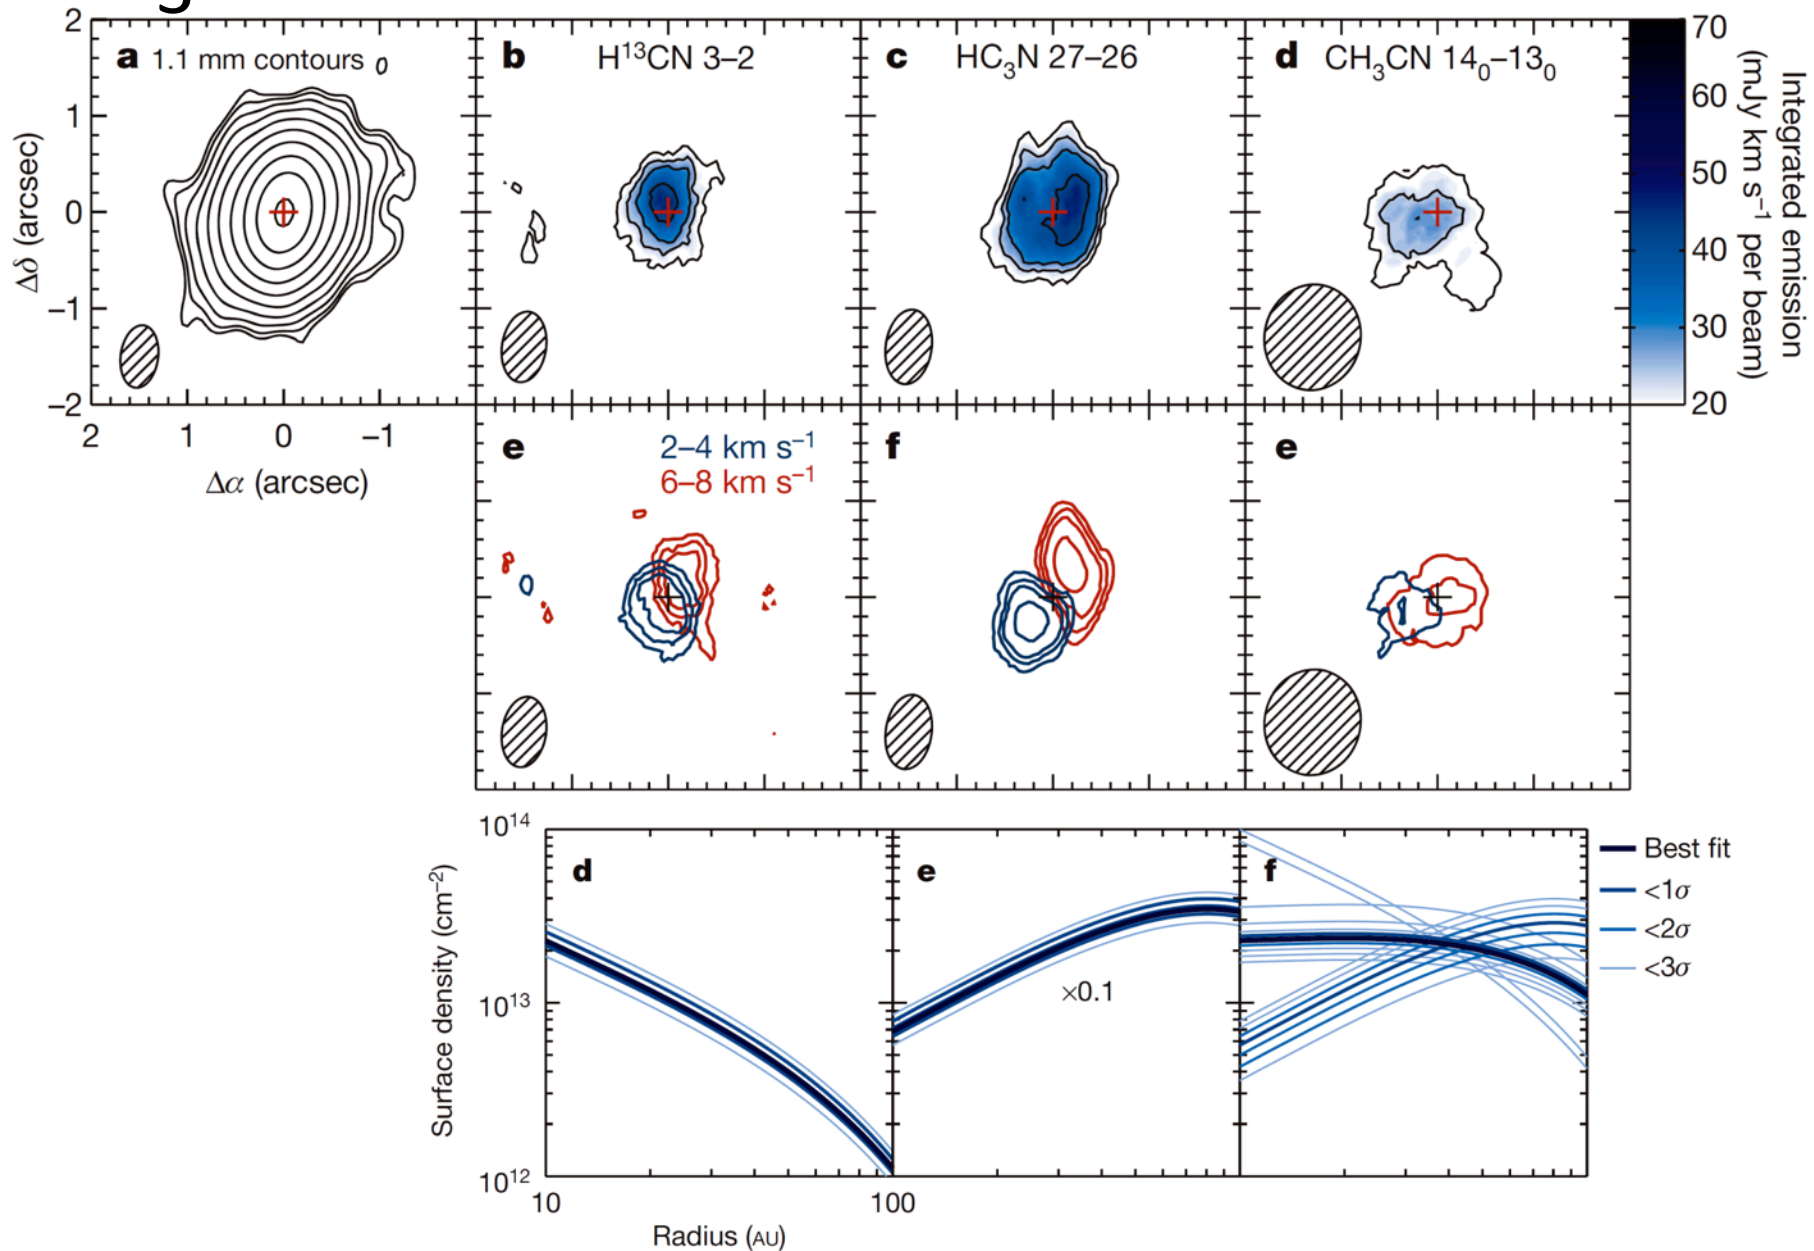 g
a 1.1 mm contours
b H¹³CN 3–2
c HC₃N 27–26
d CH₃CN 14₀–13₀
2
1
0
−1
−2
Δδ (arcsec)
2 1 0 −1
Δα (arcsec)
70
60
50
40
30
20
Integrated emission
(mJy km s⁻¹ per beam)
e 2–4 km s⁻¹
6–8 km s⁻¹
f
e
10¹⁴
10¹³
10¹²
Surface density (cm⁻²)
d
e
×0.1
f
Best fit
<1σ
<2σ
<3σ
10 100
Radius (AU)